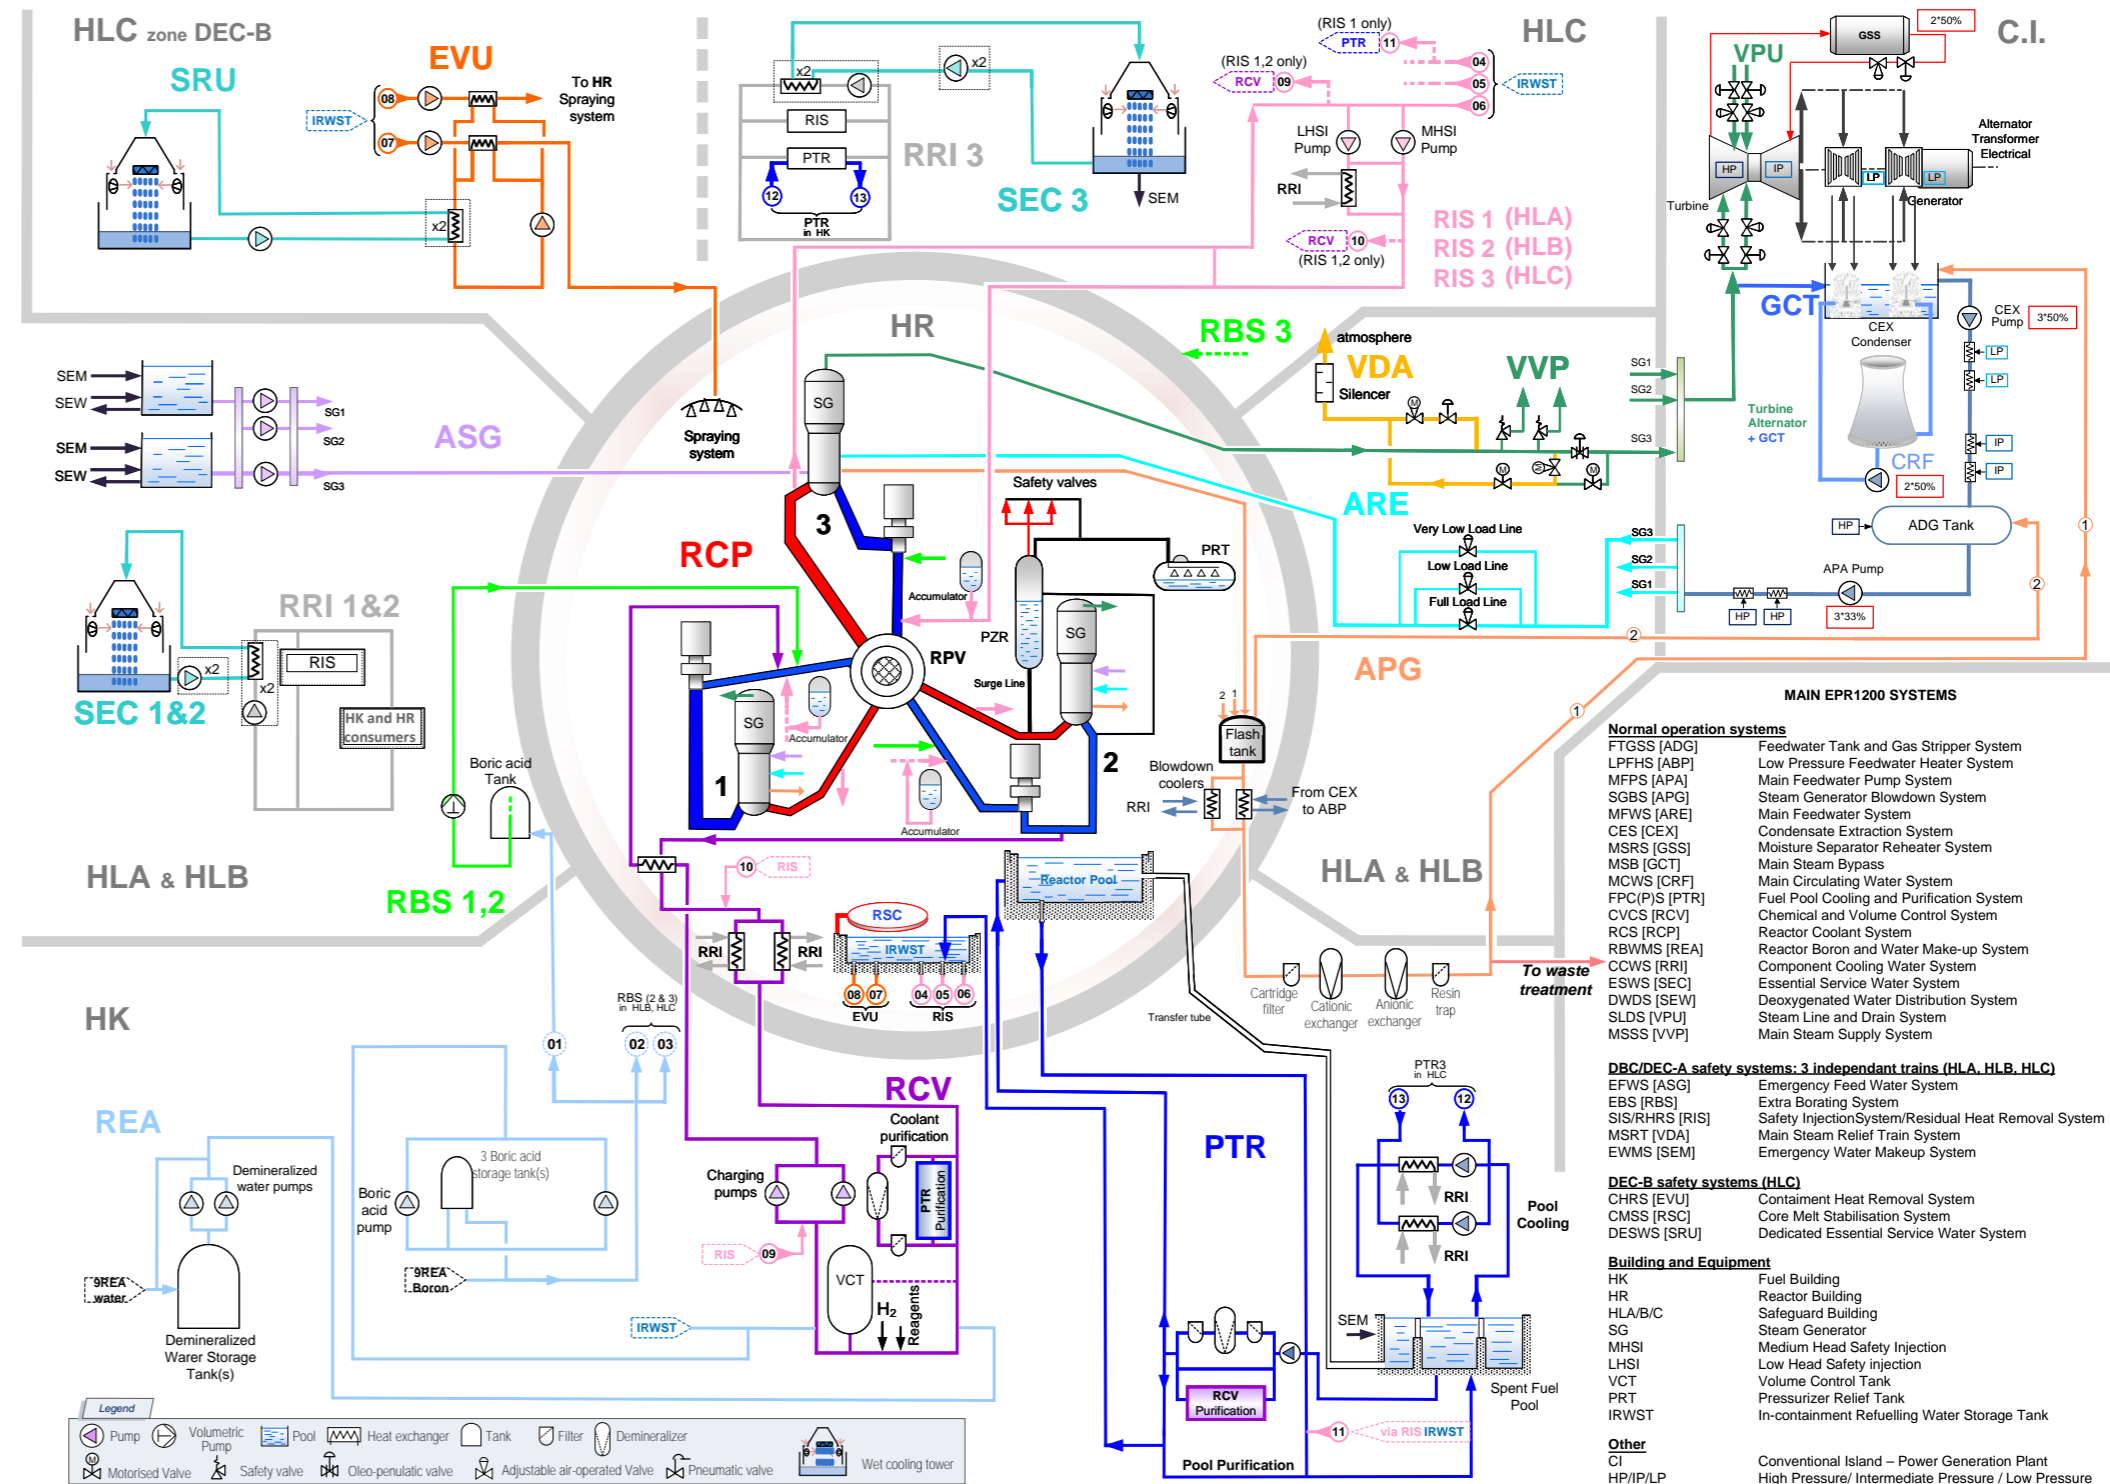 HLC zone DEC-B
SRU
EVU
IRWST
08
07
To HR
Spraying
system
x2
x2
x2
RIS
PTR
RRI 3
12
13
PTR
in HK
SEC 3
SEM
HLC
(RIS 1 only)
PTR
11
(RIS 1,2 only)
RCV
09
04
05
06
IRWST
LHSI
Pump
MHSI
Pump
RRI
RCV
10
(RIS 1,2 only)
RIS 1 (HLA)
RIS 2 (HLB)
RIS 3 (HLC)
C.I.
2*50%
GSS
VPU
HP
IP
LP
LP
Alternator
Transformer
Electrical
Turbine
Generator
GCT
CEX
Condenser
CEX
Pump
3*50%
LP
LP
IP
IP
CRF
2*50%
Turbine
Alternator
+ GCT
SG1
SG2
SG3
HP
ADG Tank
APA Pump
3*33%
HP
HP
1
2
2
1
SG3
SG2
SG1
SEM
SEW
SEM
SEW
SG1
SG2
SG3
ASG
HR
RBS 3
atmosphere
VDA
Silencer
VVP
M
M
M
M
ARE
Very Low Load Line
Low Load Line
Full Load Line
APG
Spraying
system
SG
3
RCP
Safety valves
PRT
Accumulator
PZR
SG
RPV
Surge Line
SG
1
2
Accumulator
Accumulator
2 1
Flash
tank
Blowdown
coolers
RRI
From CEX
to ABP
SEC 1&2
x2
x2
RRI 1&2
RIS
HK and HR
consumers
Boric acid
Tank
RBS 1,2
HLA & HLB
HLA & HLB
10
RIS
RRI
RRI
RSC
IRWST
08
07
04
05
06
EVU
RIS
Reactor Pool
Transfer tube
Cartridge
filter
Cationic
exchanger
Anionic
exchanger
Resin
trap
To waste
treatment
HK
RBS (2 & 3)
in HLB, HLC
01
02
03
REA
Demineralized
water pumps
Boric
acid
pump
3 Boric acid
storage tank(s)
9REA
water
9REA
Boron
Demineralized
Warer Storage
Tank(s)
RCV
Coolant
purification
Charging
pumps
PTR
Purification
RIS
09
VCT
H2
Reagents
IRWST
PTR
PTR3
in HLC
13
12
RRI
RRI
Pool
Cooling
SEM
Spent Fuel
Pool
RCV
Purification
11
via RIS IRWST
Pool Purification
MAIN EPR1200 SYSTEMS
Normal operation systems
FTGSS [ADG] Feedwater Tank and Gas Stripper System
LPFHS [ABP] Low Pressure Feedwater Heater System
MFPS [APA] Main Feedwater Pump System
SGBS [APG] Steam Generator Blowdown System
MFWS [ARE] Main Feedwater System
CES [CEX] Condensate Extraction System
MSRS [GSS] Moisture Separator Reheater System
MSB [GCT] Main Steam Bypass
MCWS [CRF] Main Circulating Water System
FPC(P)S [PTR] Fuel Pool Cooling and Purification System
CVCS [RCV] Chemical and Volume Control System
RCS [RCP] Reactor Coolant System
RBWMS [REA] Reactor Boron and Water Make-up System
CCWS [RRI] Component Cooling Water System
ESWS [SEC] Essential Service Water System
DWDS [SEW] Deoxygenated Water Distribution System
SLDS [VPU] Steam Line and Drain System
MSSS [VVP] Main Steam Supply System
DBC/DEC-A safety systems: 3 independant trains (HLA, HLB, HLC)
EFWS [ASG] Emergency Feed Water System
EBS [RBS] Extra Borating System
SIS/RHRS [RIS] Safety InjectionSystem/Residual Heat Removal System
MSRT [VDA] Main Steam Relief Train System
EWMS [SEM] Emergency Water Makeup System
DEC-B safety systems (HLC)
CHRS [EVU] Contaiment Heat Removal System
CMSS [RSC] Core Melt Stabilisation System
DESWS [SRU] Dedicated Essential Service Water System
Building and Equipment
HK Fuel Building
HR Reactor Building
HLA/B/C Safeguard Building
SG Steam Generator
MHSI Medium Head Safety Injection
LHSI Low Head Safety injection
VCT Volume Control Tank
PRT Pressurizer Relief Tank
IRWST In-containment Refuelling Water Storage Tank
Other
CI Conventional Island – Power Generation Plant
HP/IP/LP High Pressure/ Intermediate Pressure / Low Pressure
Legend
Pump
Volumetric
Pump
Pool
Heat exchanger
Tank
Filter
Demineralizer
M
Motorised Valve
Safety valve
Oleo-penulatic valve
Adjustable air-operated Valve
Pneumatic valve
Wet cooling tower